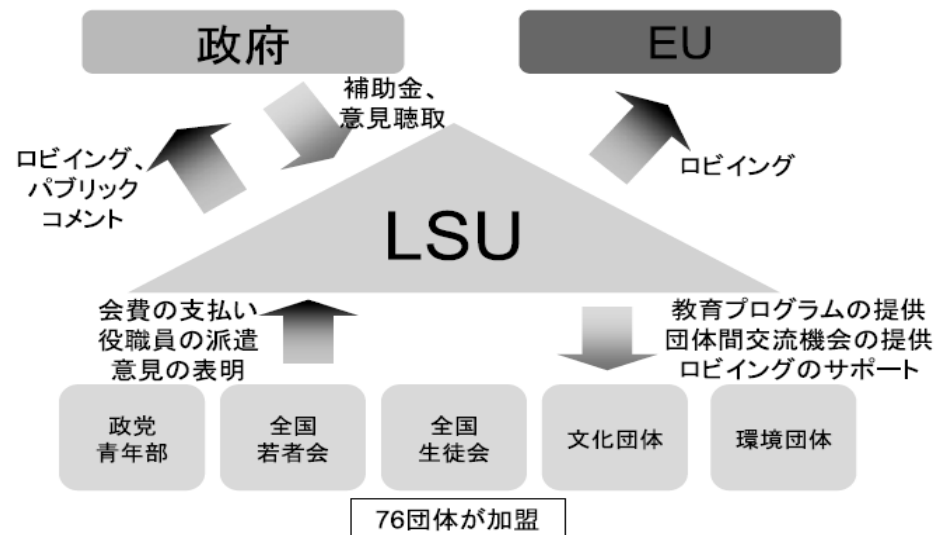 政府
EU
補助金、
意見聴取
ロビイング、
パブリック
コメント
ロビイング
LSU
会費の支払い
役職員の派遣
意見の表明
教育プログラムの提供
団体間交流機会の提供
ロビイングのサポート
政党
青年部
全国
若者会
全国
生徒会
文化団体
環境団体
76団体が加盟